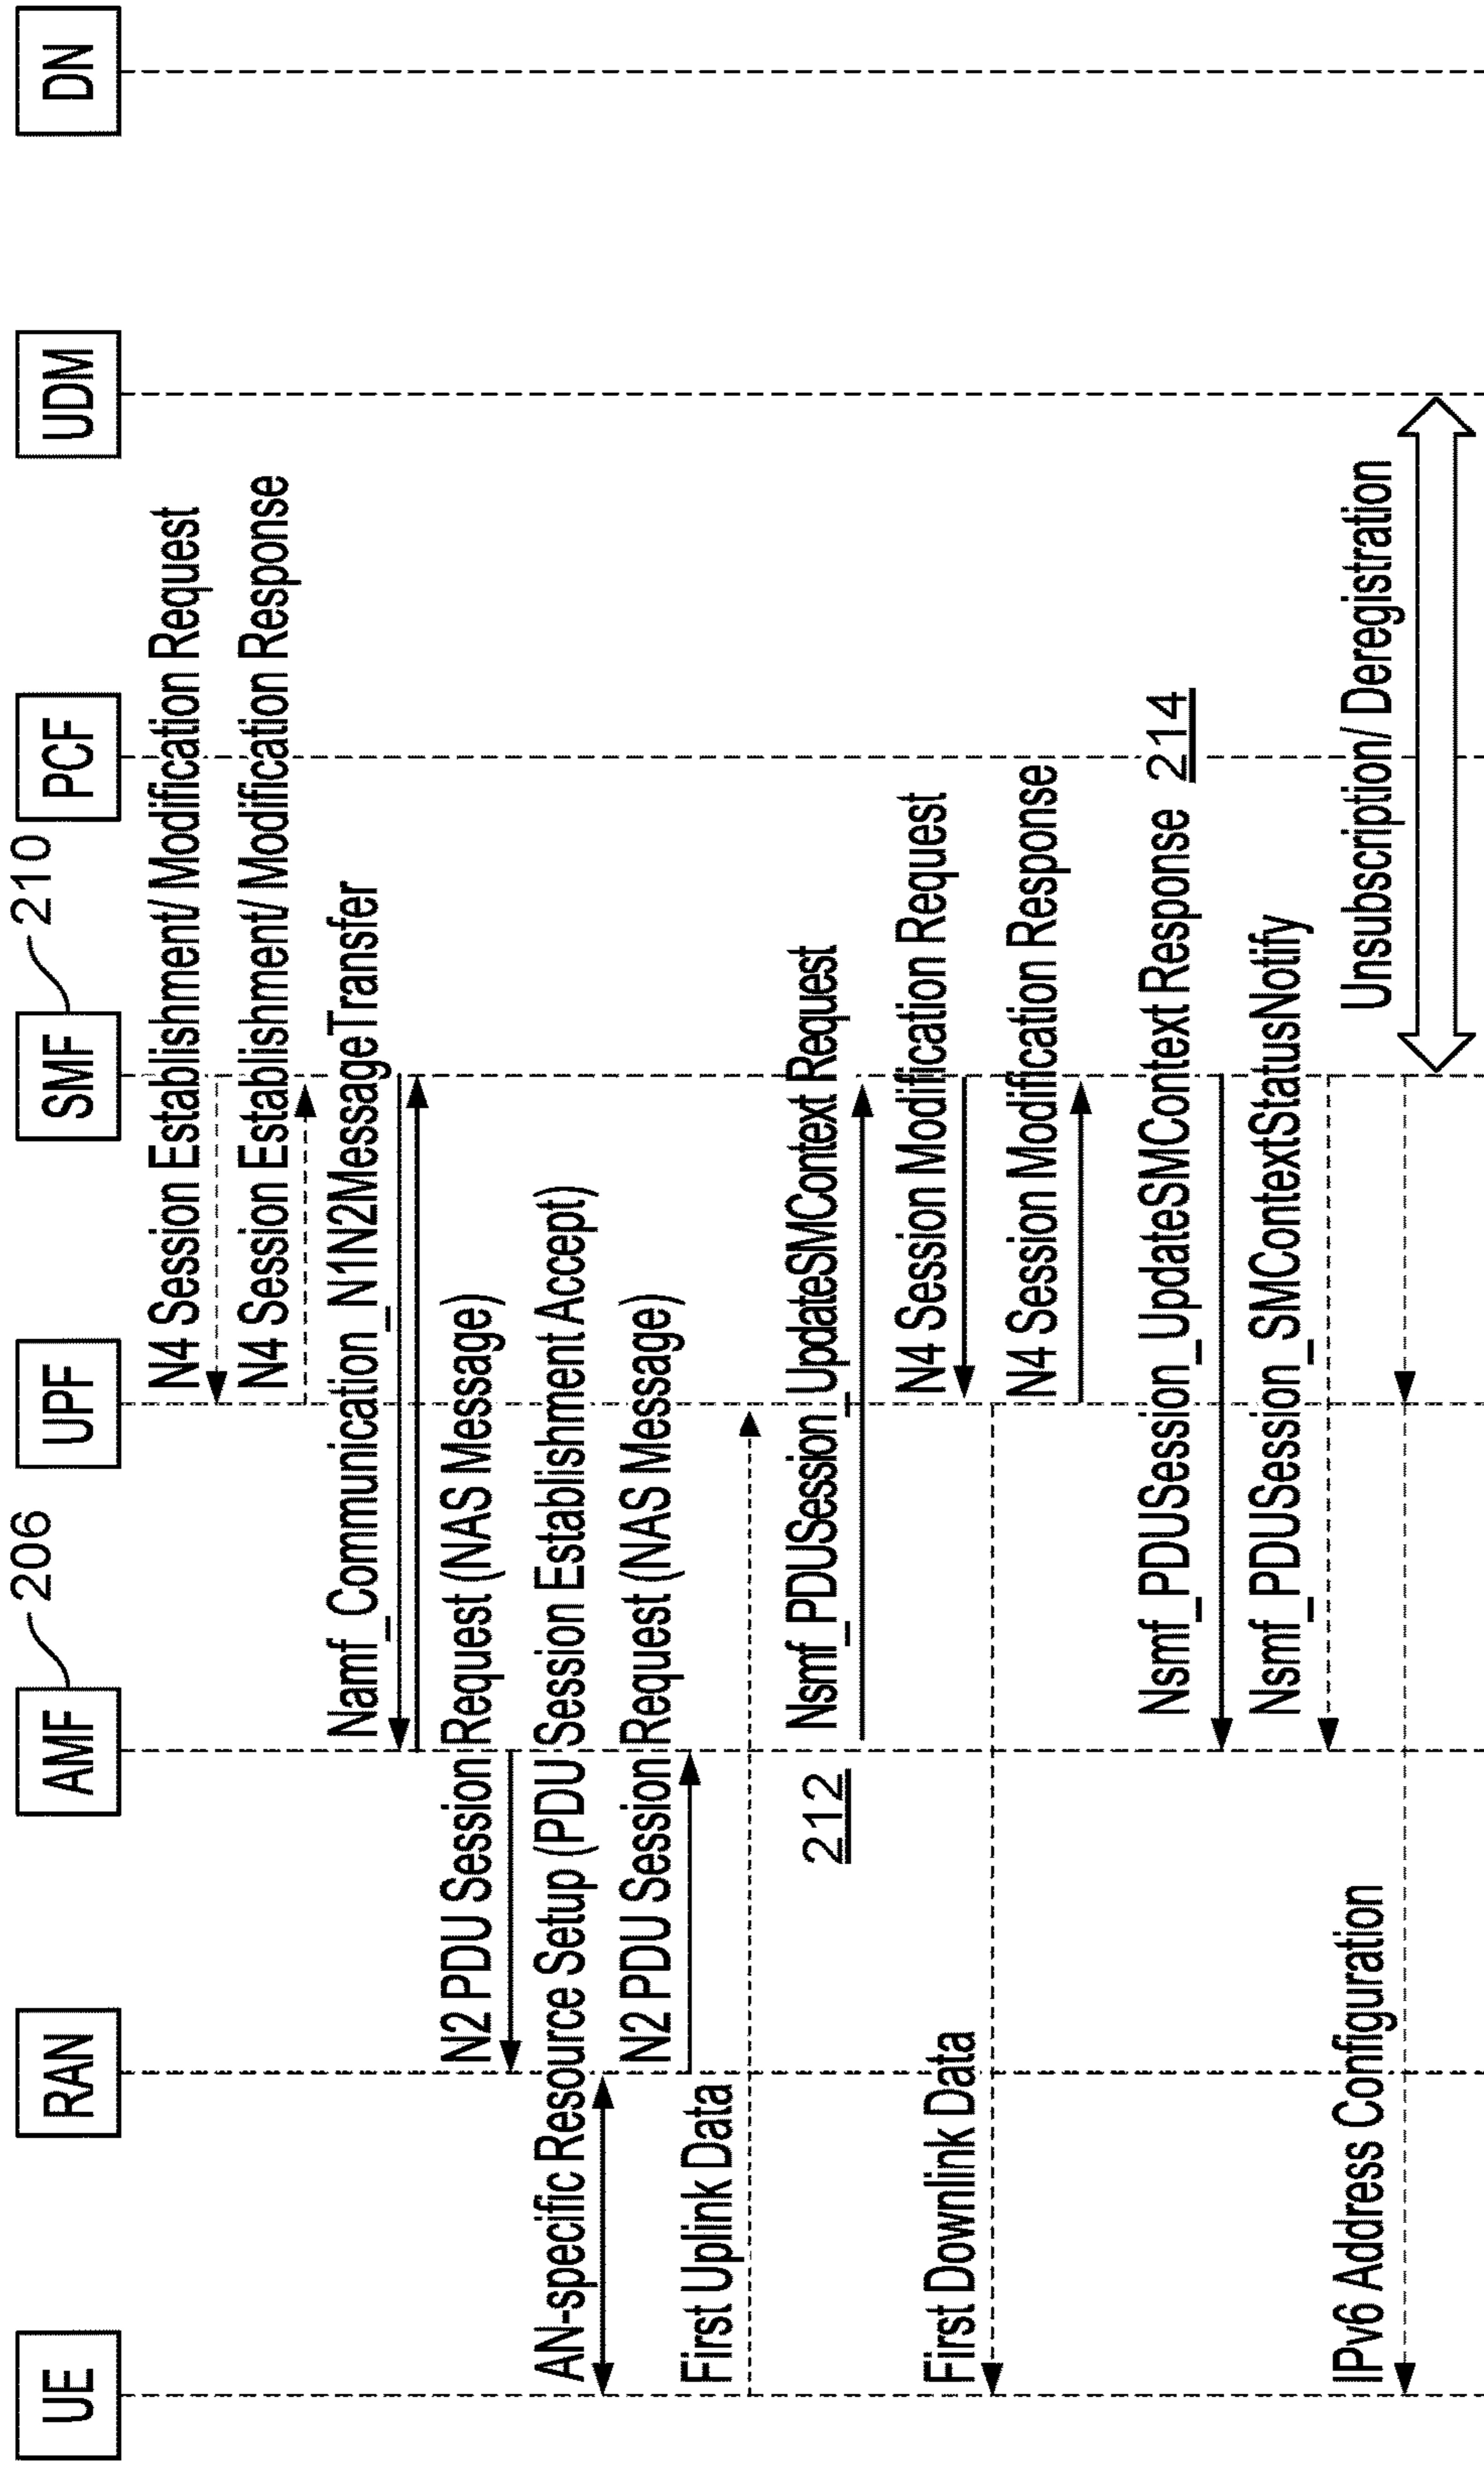 UE
RAN
AMF
206
UPF
SMF
210
PCF
UDM
DN
N4 Session Establishment/ Modification Request
N4 Session Establishment/ Modification Response
Namf_Communication_N1N2MessageTransfer
N2 PDU Session Request (NAS Message)
AN-specific Resource Setup (PDU Session Establishment Accept)
N2 PDU Session Request (NAS Message)
First Uplink Data
212
Nsmf_PDUSession_UpdateSMContext Request
N4 Session Modification Request
First Downlink Data
N4 Session Modification Response
Nsmf_PDUSession_UpdateSMContext Response
214
Nsmf_PDUSession_SMContextStatusNotify
IPv6 Address Configuration
Unsubscription/ Deregistration